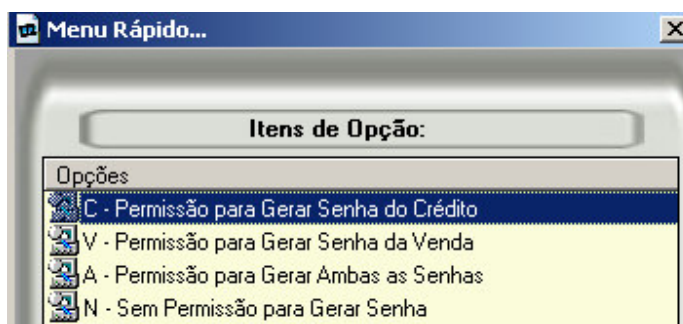 Menu Rápido...
Itens de Opção:
Opções
C - Permissão para Gerar Senha do Crédito
V - Permissão para Gerar Senha da Venda
A - Permissão para Gerar Ambas as Senhas
N - Sem Permissão para Gerar Senha